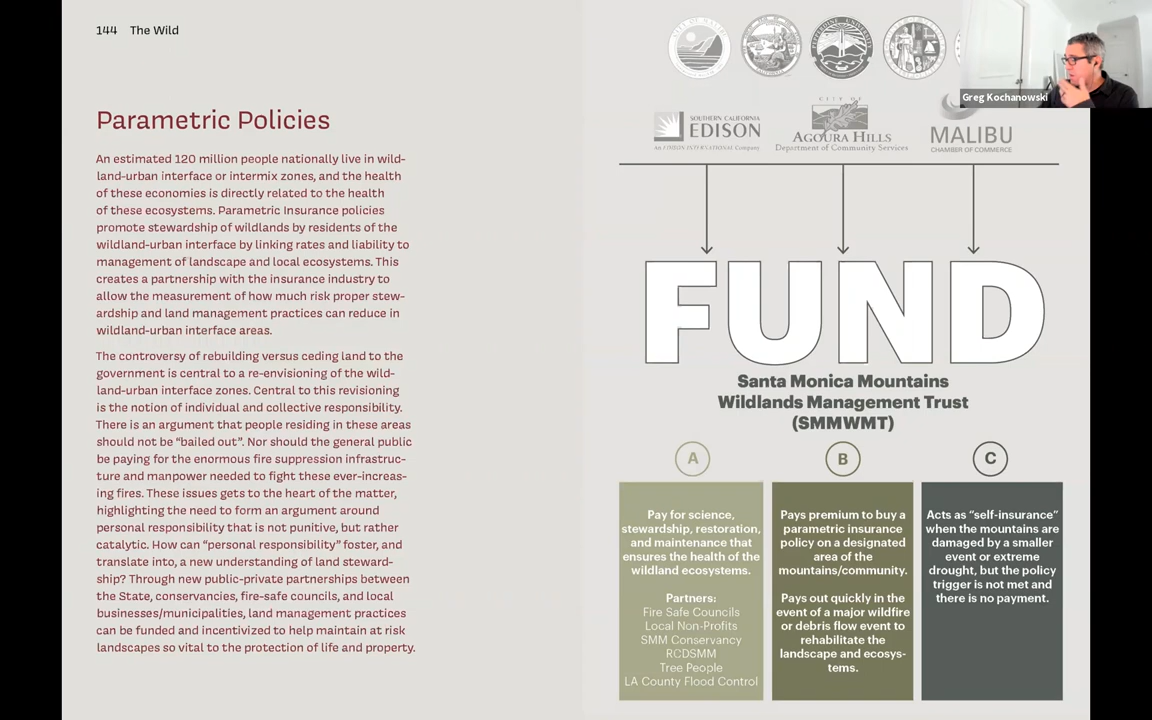 144 The Wild
Parametric Policies
An estimated 120 million people nationally live in wild-
land-urban interface or intermix zones, and the health
of these economies is directly related to the health
of these ecosystems. Parametric Insurance policies
promote stewardship of wildlands by residents of the
wildland-urban interface by linking rates and liability to
management of landscape and local ecosystems. This
creates a partnership with the insurance industry to
allow the measurement of how much risk proper stew-
ardship and land management practices can reduce in
wildland-urban interface areas.
The controversy of rebuilding versus ceding land to the
government is central to a re-envisioning of the wild-
land-urban interface zones. Central to this revisioning
is the notion of individual and collective responsibility.
There is an argument that people residing in these areas
should not be “bailed out”. Nor should the general public
be paying for the enormous fire suppression infrastruc-
ture and manpower needed to fight these ever-increas-
ing fires. These issues gets to the heart of the matter,
highlighting the need to form an argument around
personal responsibility that is not punitive, but rather
catalytic. How can “personal responsibility” foster, and
translate into, a new understanding of land steward-
ship? Through new public-private partnerships between
the State, conservancies, fire-safe councils, and local
businesses/municipalities, land management practices
can be funded and incentivized to help maintain at risk
landscapes so vital to the protection of life and property.
Greg Kochanowski
SOUTHERN CALIFORNIA
EDISON
An EDISON INTERNATIONAL Company
CITY OF
AGOURA HILLS
Department of Community Services
MALIBU
CHAMBER OF COMMERCE
FUND
Santa Monica Mountains
Wildlands Management Trust
(SMMWMT)
A
Pay for science,
stewardship, restoration,
and maintenance that
ensures the health of the
wildland ecosystems.
Partners:
Fire Safe Councils
Local Non-Profits
SMM Conservancy
RCDSMM
Tree People
LA County Flood Control
B
Pays premium to buy a
parametric insurance
policy on a designated
area of the
mountains/community.
Pays out quickly in the
event of a major wildfire
or debris flow event to
rehabilitate the
landscape and ecosys-
tems.
C
Acts as “self-insurance”
when the mountains are
damaged by a smaller
event or extreme
drought, but the policy
trigger is not met and
there is no payment.